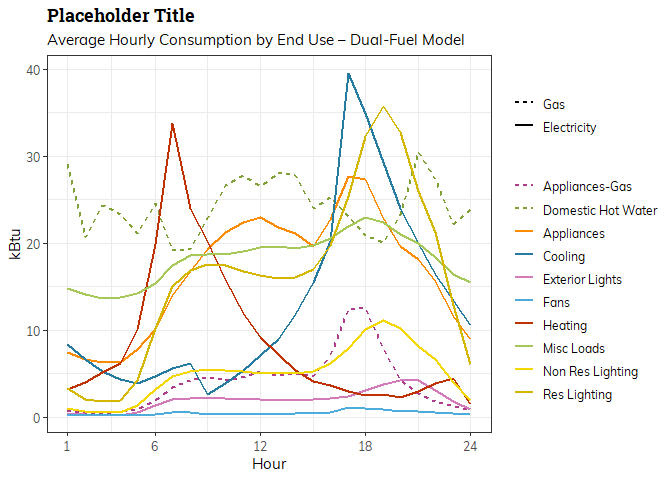 Placeholder Title
Average Hourly Consumption by End Use – Dual-Fuel Model
kBtu
40
30
20
10
0
1
6
12
18
24
Hour
Gas
Electricity
Appliances-Gas
Domestic Hot Water
Appliances
Cooling
Exterior Lights
Fans
Heating
Misc Loads
Non Res Lighting
Res Lighting